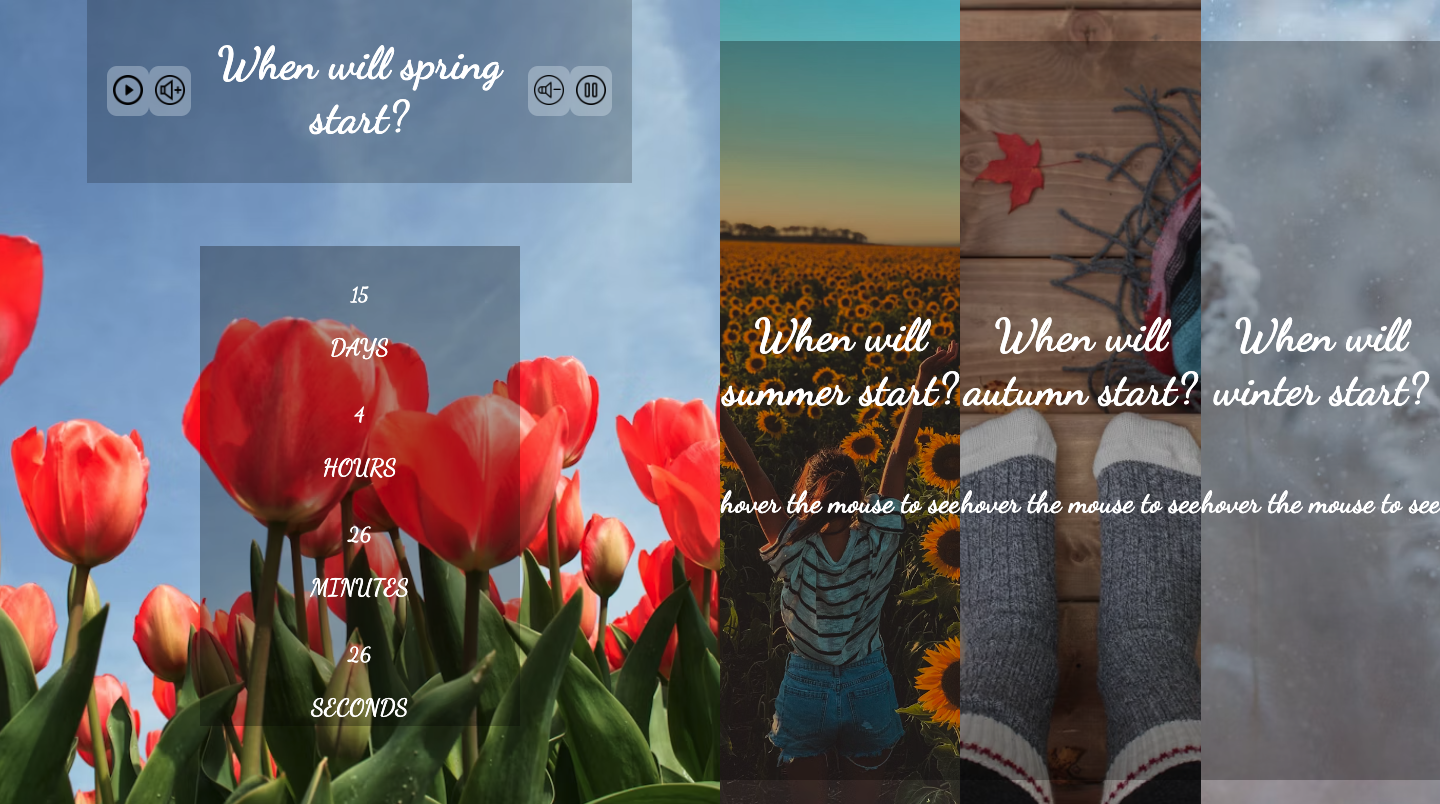 When will spring
start?
15
DAYS
4
HOURS
26
MINUTES
26
SECONDS
When will
summer start?
hover the mouse to see
When will
autumn start?
hover the mouse to see
When will
winter start?
hover the mouse to see